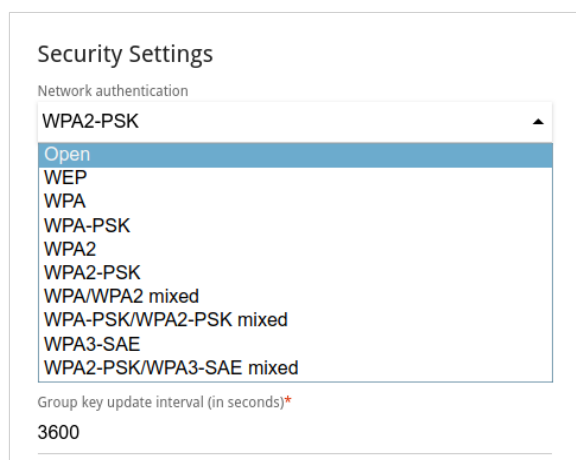 Security Settings
Network authentication
WPA2-PSK
Open
WEP
WPA
WPA-PSK
WPA2
WPA2-PSK
WPA/WPA2 mixed
WPA-PSK/WPA2-PSK mixed
WPA3-SAE
WPA2-PSK/WPA3-SAE mixed
Group key update interval (in seconds)*
3600